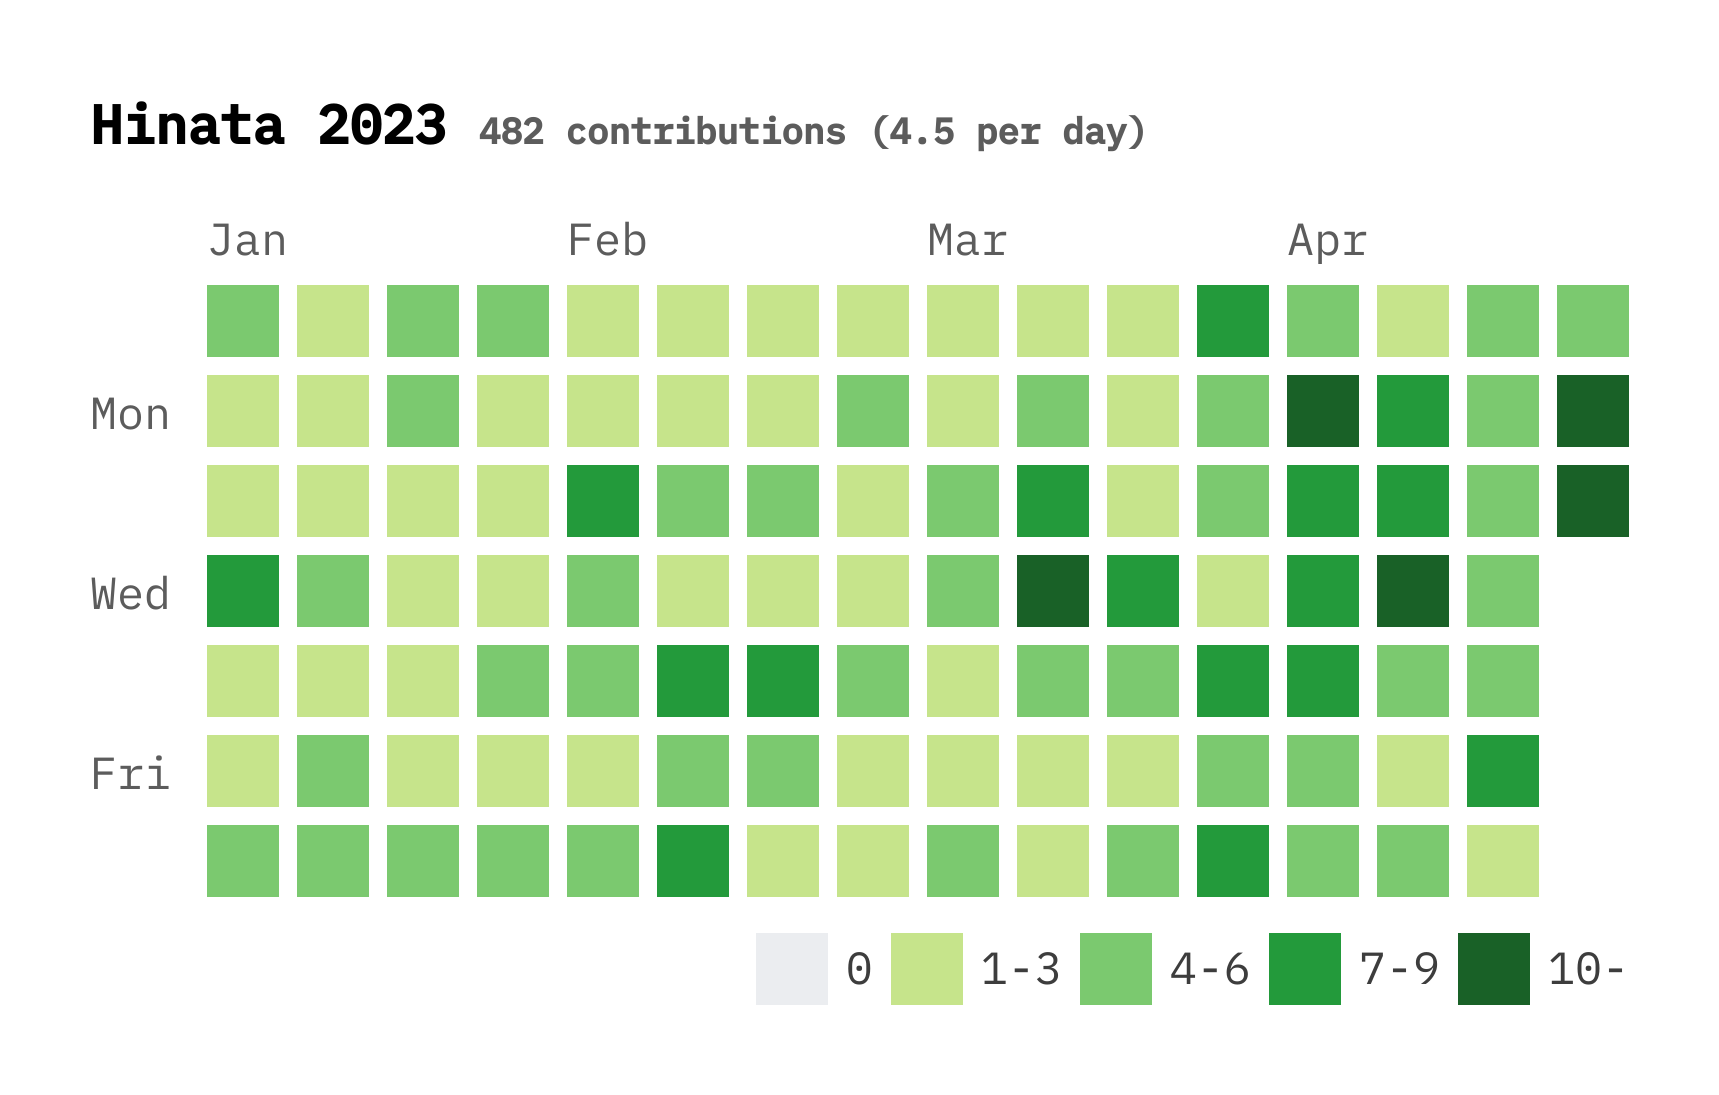 Hinata 2023 482 contributions (4.5 per day)
Jan Feb Mar Apr
Mon
Wed
Fri
0 1-3 4-6 7-9 10-